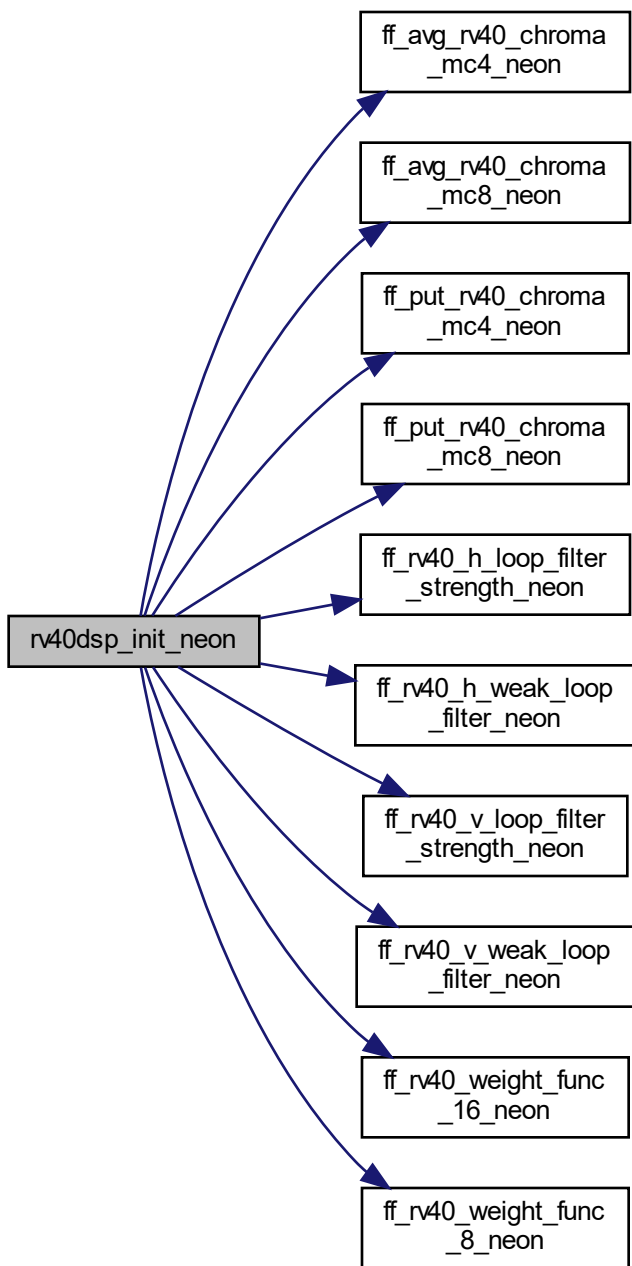 ff_avg_rv40_chroma
_mc4_neon
ff_avg_rv40_chroma
_mc8_neon
ff_put_rv40_chroma
_mc4_neon
ff_put_rv40_chroma
_mc8_neon
ff_rv40_h_loop_filter
_strength_neon
rv40dsp_init_neon
ff_rv40_h_weak_loop
_filter_neon
ff_rv40_v_loop_filter
_strength_neon
ff_rv40_v_weak_loop
_filter_neon
ff_rv40_weight_func
_16_neon
ff_rv40_weight_func
_8_neon